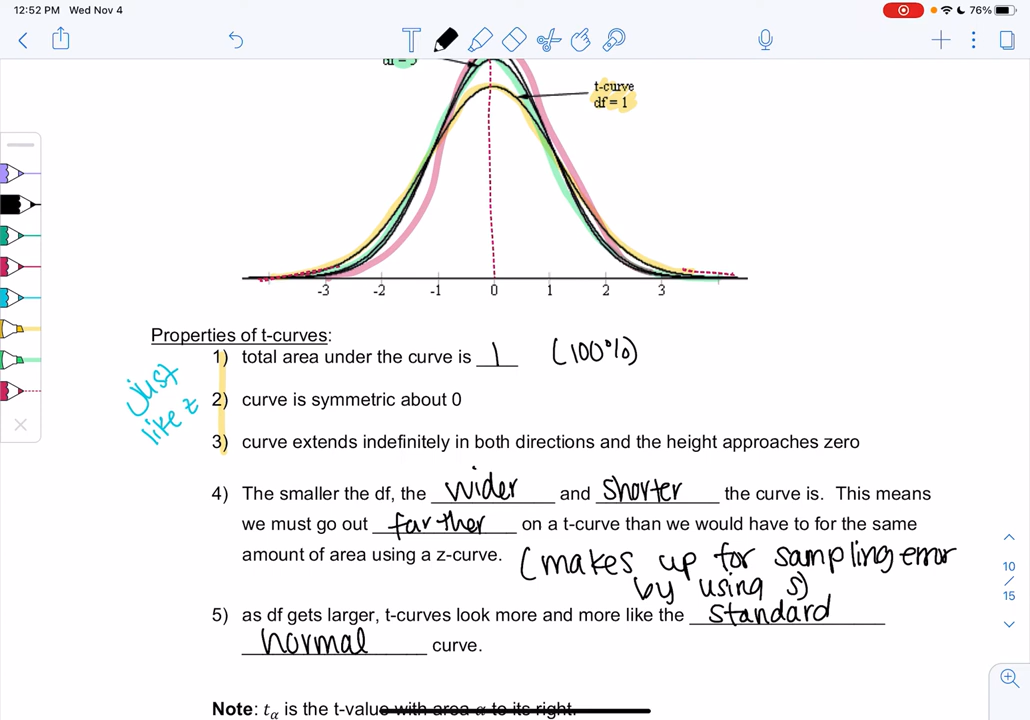 12:52 PM Wed Nov 4
76%
T
t-curve
df = 1
-3 -2 -1 0 1 2 3
Properties of t-curves:
1) total area under the curve is 1 (100%)
just
like z
2) curve is symmetric about 0
3) curve extends indefinitely in both directions and the height approaches zero
4) The smaller the df, the wider and shorter the curve is. This means
we must go out farther on a t-curve than we would have to for the same
amount of area using a z-curve. (makes up for sampling error
by using s)
5) as df gets larger, t-curves look more and more like the standard
normal curve.
10
/
15
Note: tα is the t-value with area α to its right.